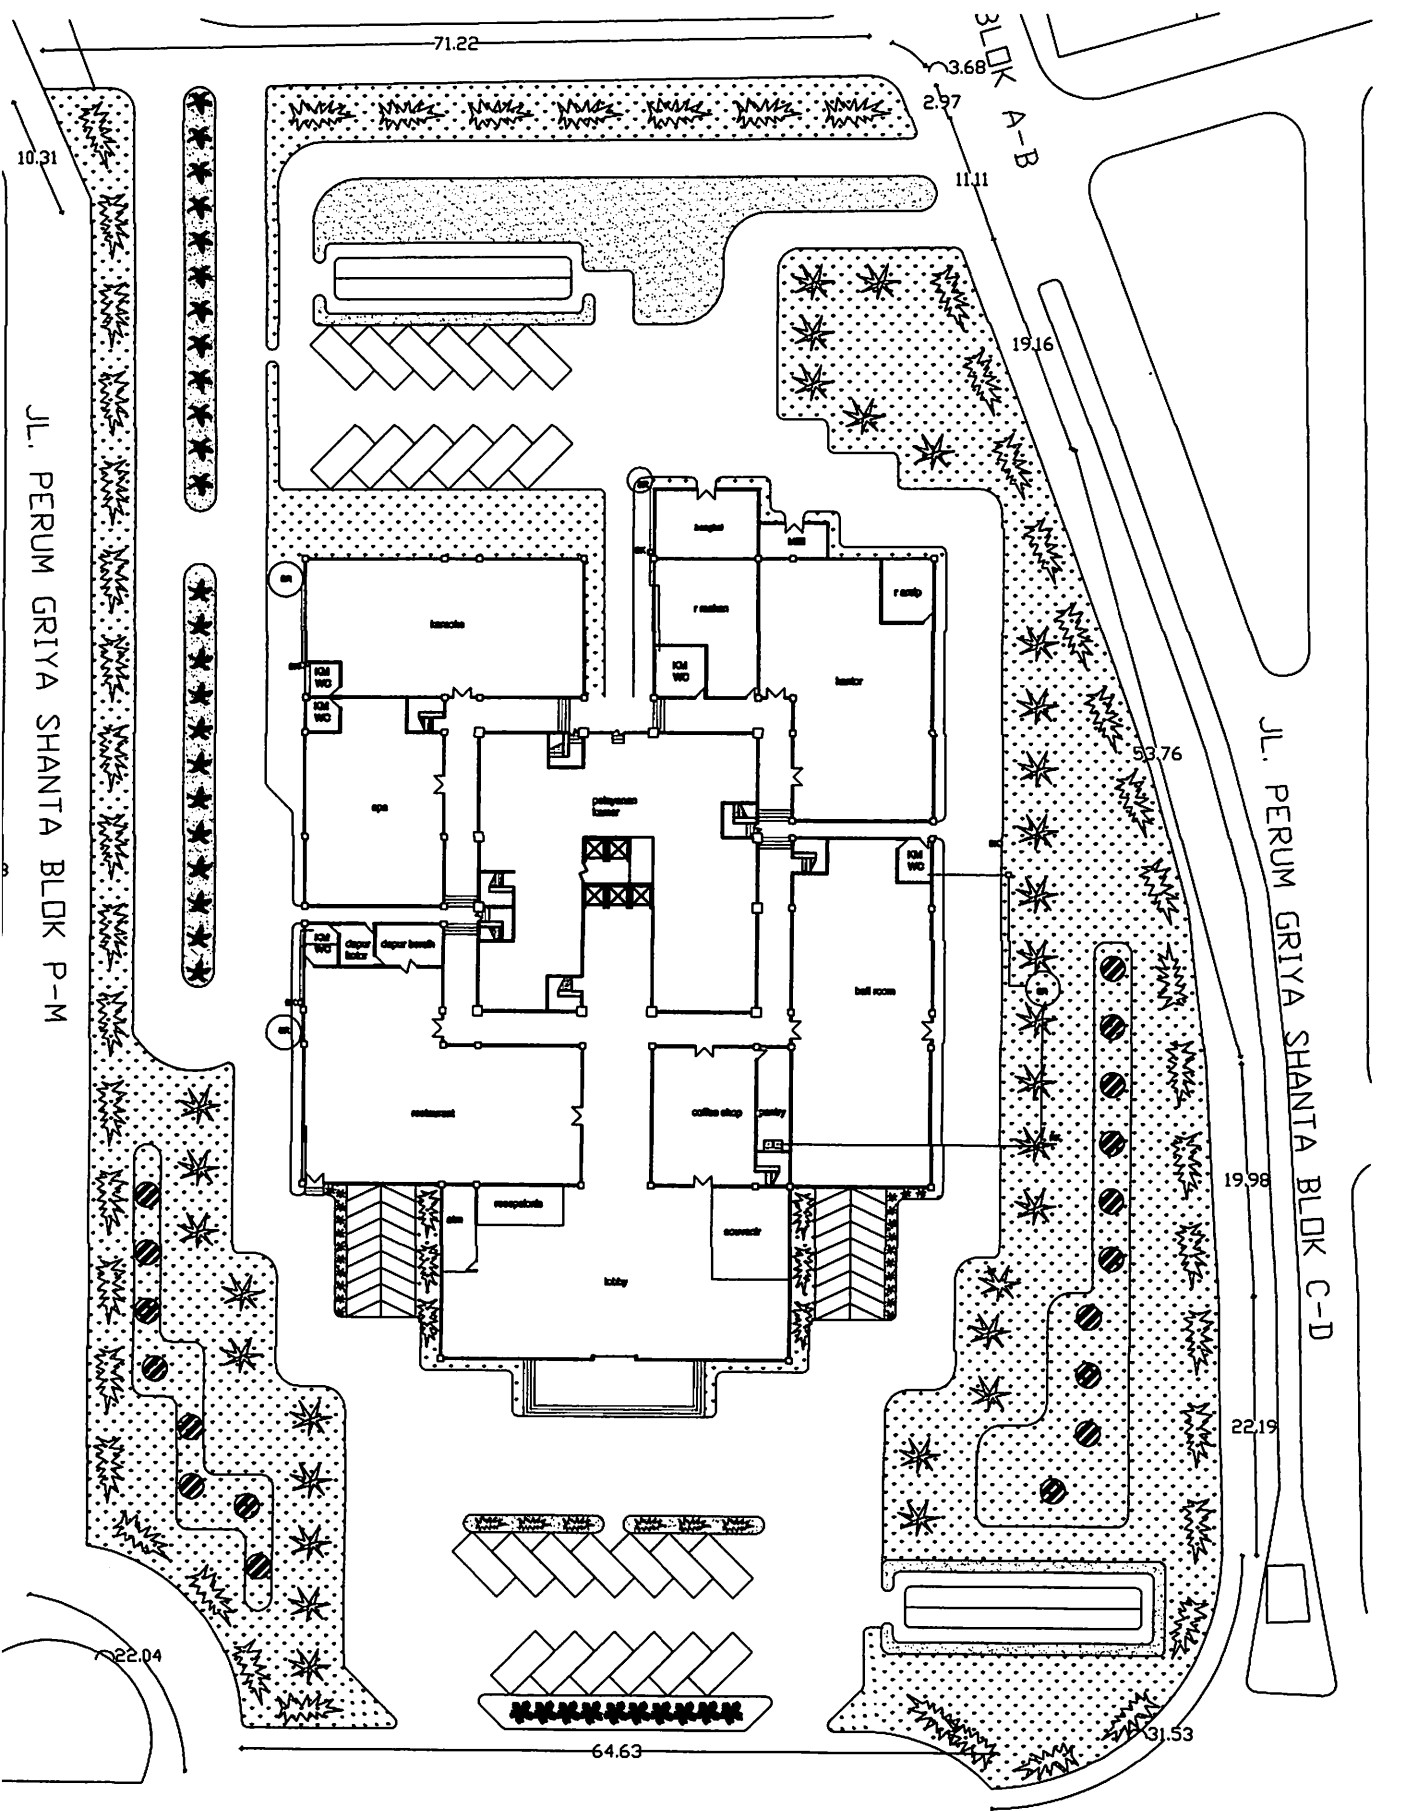 71.22
3.68
2.97
BLOK A-B
10.31
11.11
19.16
JL. PERUM GRIYA SHANTA BLOK P-M
bengkel
karaoke
r makan
r arsip
KM
WC
KM
WC
KM
WC
kantor
JL. PERUM GRIYA SHANTA BLOK C-D
53.76
spa
pelayanan
kamar
KM
WC
KM
WC
dapur
kotor
dapur bersih
ball room
restaurant
coffee shop
pantry
19.98
resepsionis
atm
souvenir
lobby
22.19
22.04
31.53
64.63